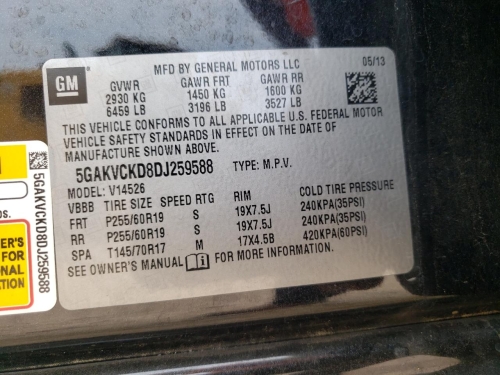 GM
MFD BY GENERAL MOTORS LLC
05/13
GVWR GAWR FRT GAWR RR
2930 KG 1450 KG 1600 KG
6459 LB 3196 LB 3527 LB
THIS VEHICLE CONFORMS TO ALL APPLICABLE U.S. FEDERAL MOTOR
VEHICLE SAFETY STANDARDS IN EFFECT ON THE DATE OF
MANUFACTURE SHOWN ABOVE.
5GAKVCKD8DJ259588 TYPE: M.P.V.
MODEL: V14526
VBBB TIRE SIZE SPEED RTG RIM COLD TIRE PRESSURE
FRT P255/60R19 S 19X7.5J 240KPA(35PSI)
RR P255/60R19 S 19X7.5J 240KPA(35PSI)
SPA T145/70R17 M 17X4.5B 420KPA(60PSI)
SEE OWNER'S MANUAL FOR MORE INFORMATION.
5GAKVCKD8DJ259588
NER'S
FOR
ONAL
TION